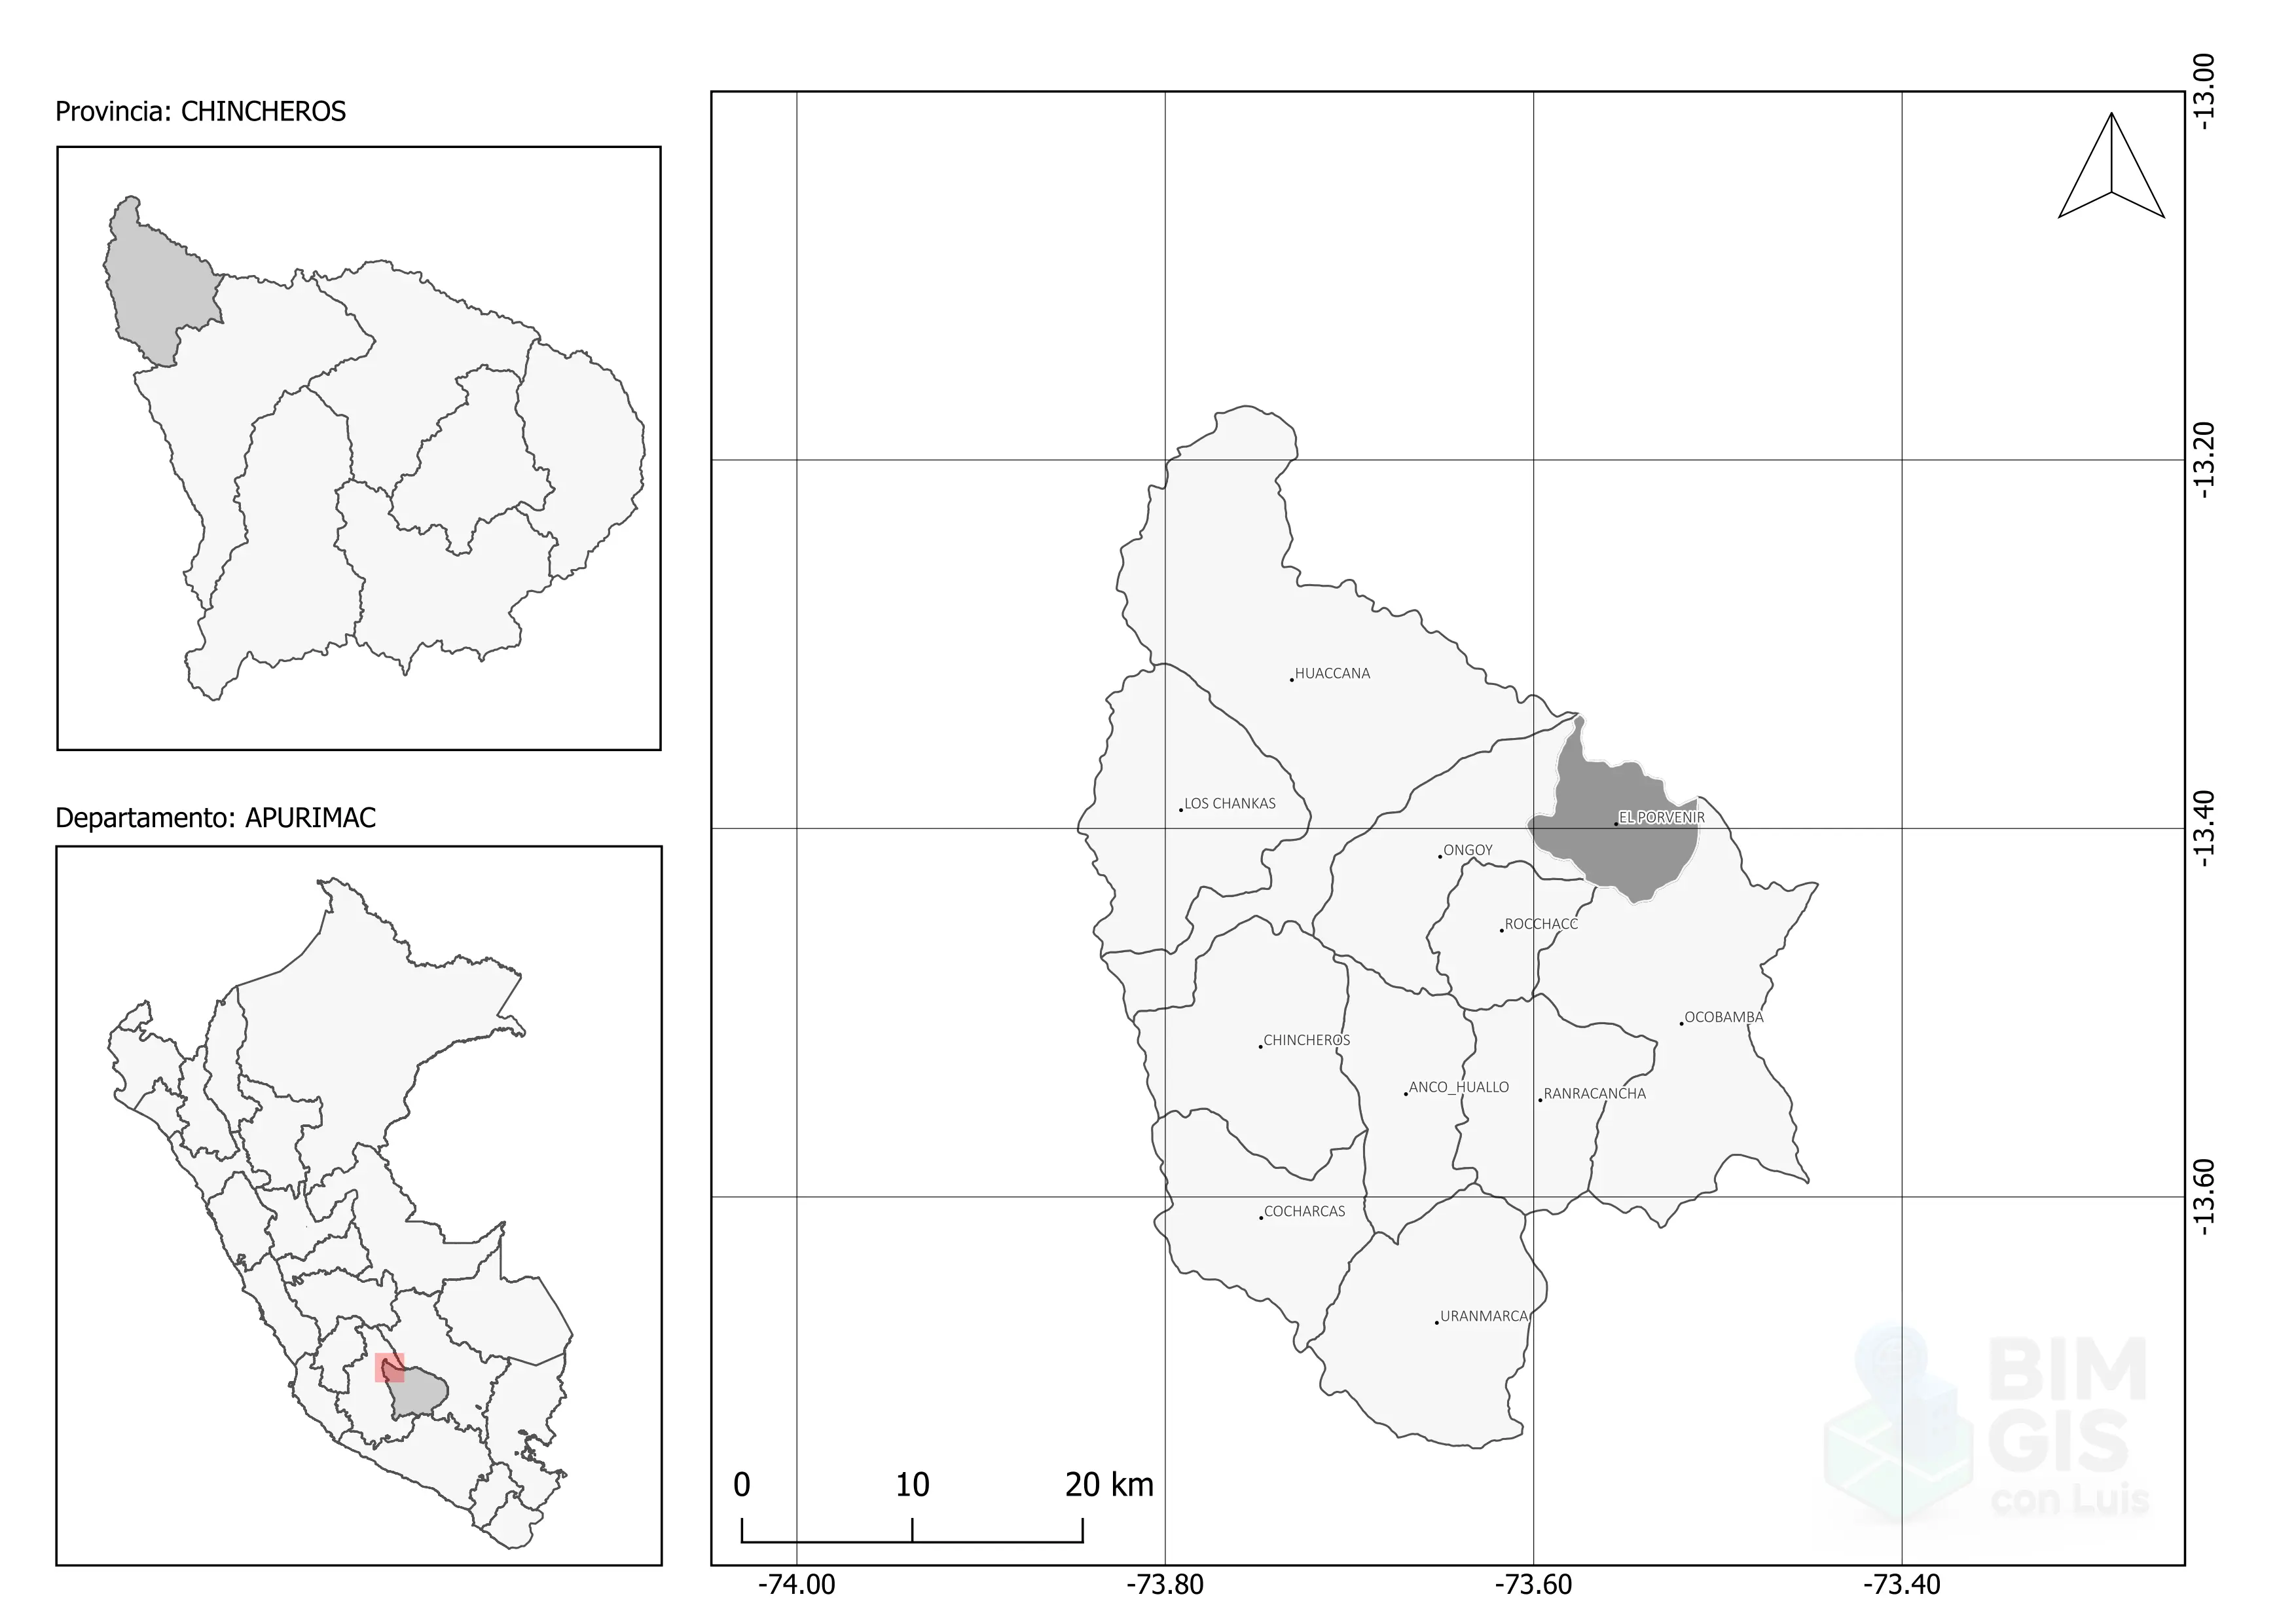 Provincia: CHINCHEROS
Departamento: APURIMAC
-13.00
-13.20
-13.40
-13.60
HUACCANA
LOS CHANKAS
EL PORVENIR
ONGOY
ROCCHACC
OCOBAMBA
CHINCHEROS
ANCO_HUALLO
RANRACANCHA
COCHARCAS
URANMARCA
0 10 20 km
-74.00 -73.80 -73.60 -73.40
BIM
GIS
con Luis